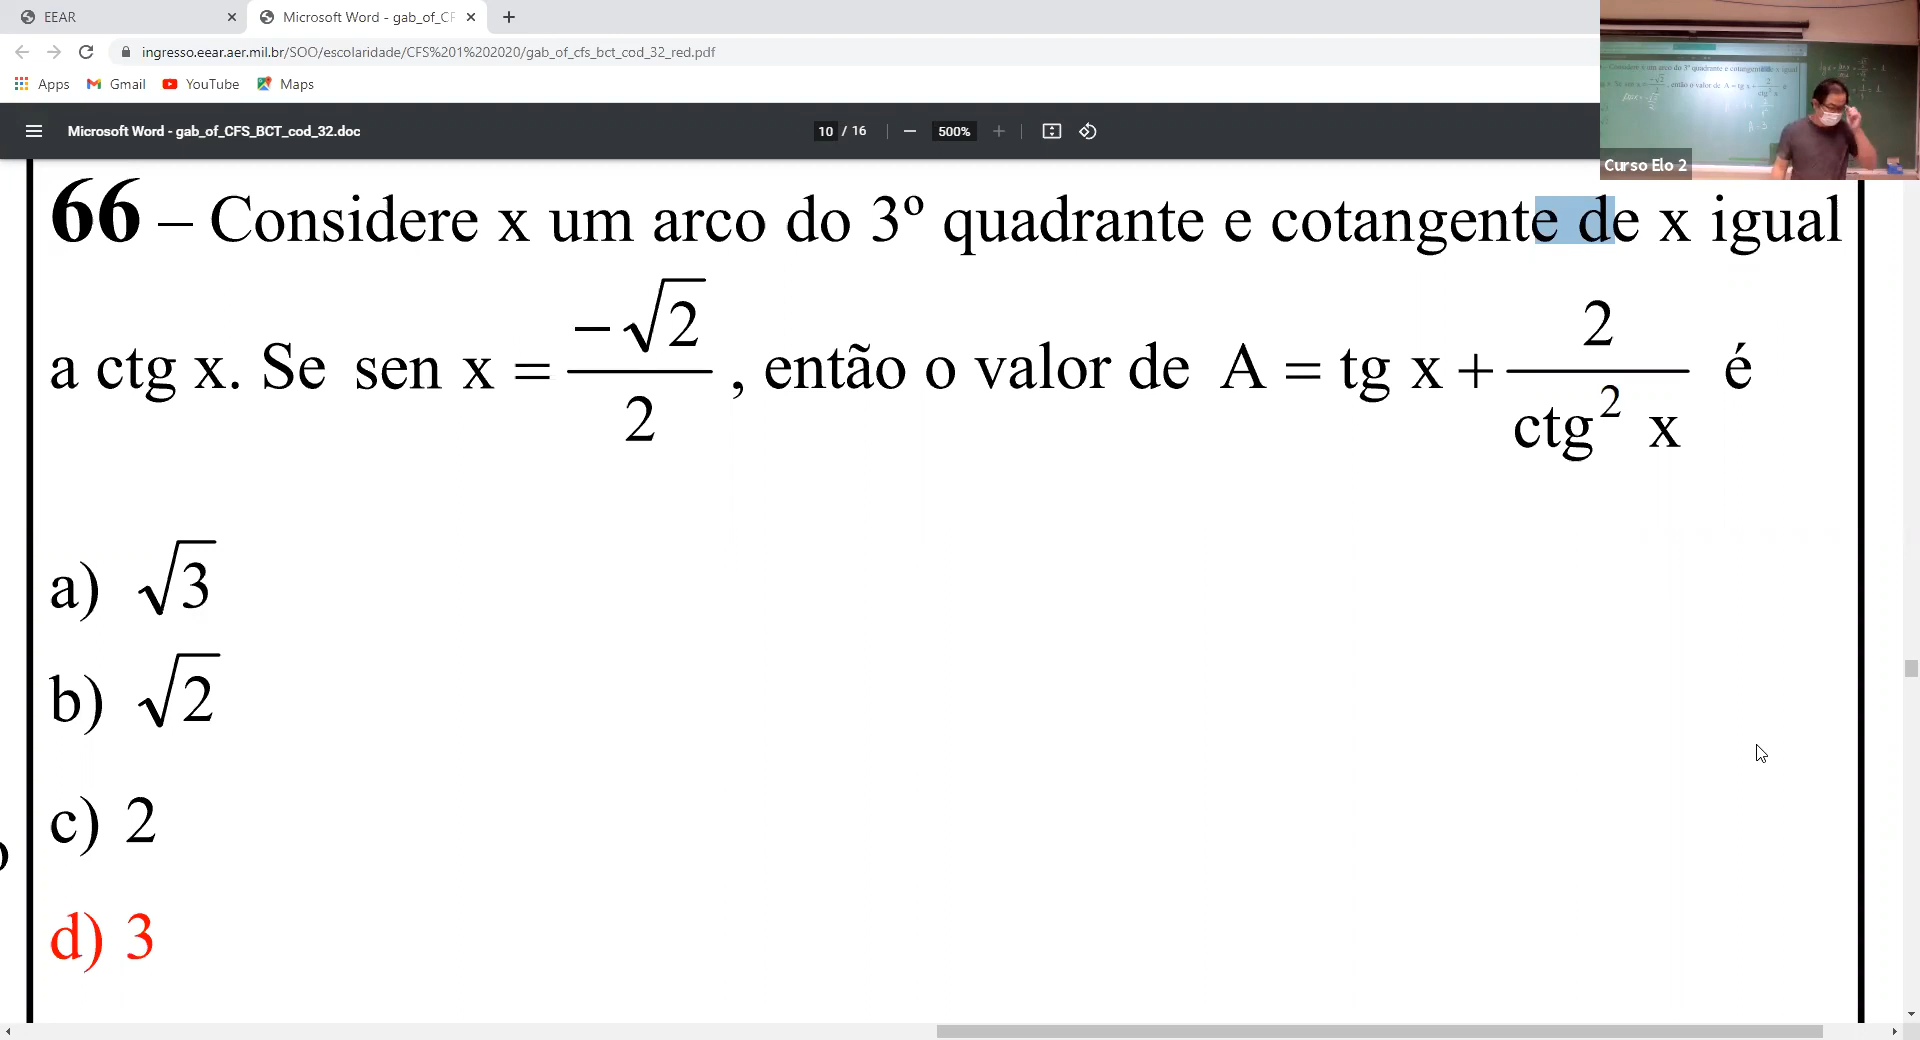 EEAR
Microsoft Word - gab_of_CF
ingresso.eear.aer.mil.br/SOO/escolaridade/CFS%201%202020/gab_of_cfs_bct_cod_32_red.pdf
Apps Gmail YouTube Maps
Microsoft Word - gab_of_CFS_BCT_cod_32.doc 10 / 16 500%
Curso Elo 2
66 – Considere x um arco do 3º quadrante e cotangente de x igual
a ctg x. Se sen x = -√2/2, então o valor de A = tg x + 2/ctg² x é
a) √3
b) √2
c) 2
d) 3